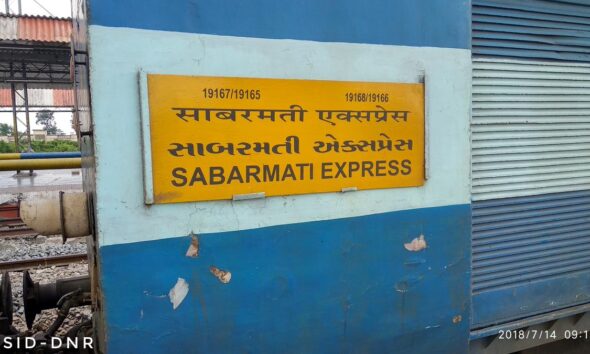 19167/19165 19168/19166
साबरमती एक्सप्रेस
સાબરમતી એક્સપ્રેસ
SABARMATI EXPRESS
SID-DNR
2018/7/14 09:1